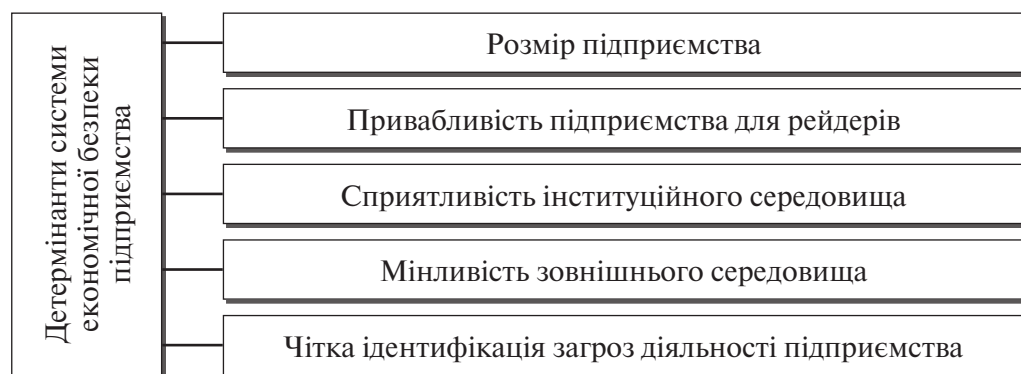 Детермінанти системи
економічної безпеки
підприємства
Розмір підприємства
Привабливість підприємства для рейдерів
Сприятливість інституційного середовища
Мінливість зовнішнього середовища
Чітка ідентифікація загроз діяльності підприємства